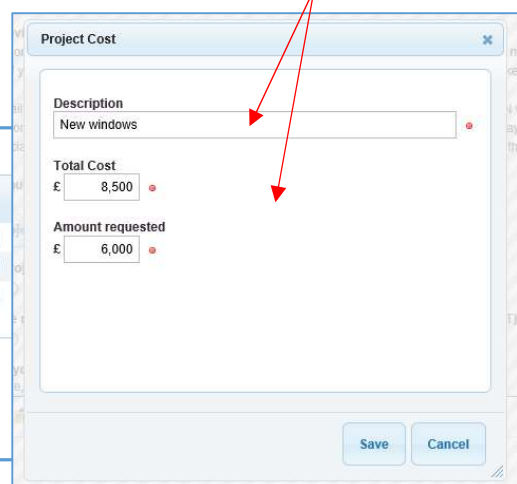 Project Cost
Description
New windows
Total Cost
£ 8,500
Amount requested
£ 6,000
Save Cancel